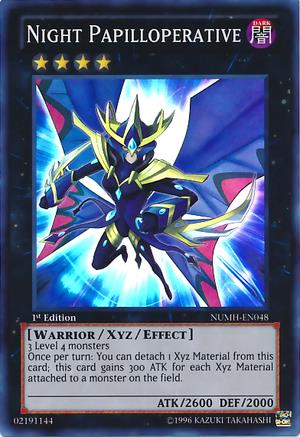 NIGHT PAPILLOPERATIVE
DARK
闇
1st Edition
NUMH-EN048
[WARRIOR / XYZ / EFFECT]
3 Level 4 monsters
Once per turn: You can detach 1 Xyz Material from this
card; this card gains 300 ATK for each Xyz Material
attached to a monster on the field.
ATK/2600 DEF/2000
02191144
©1996 KAZUKI TAKAHASHI